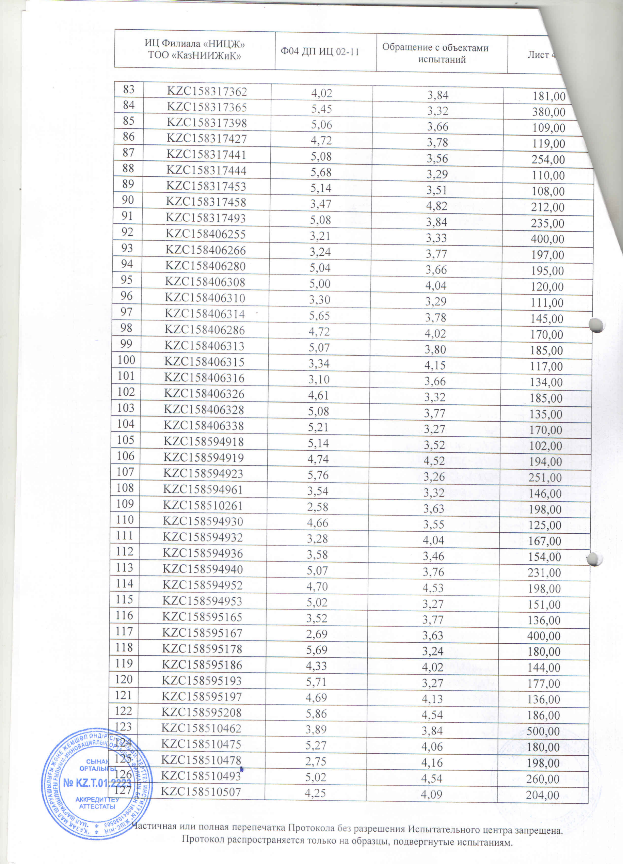 ИЦ Филиала «НИЦЖ»
ТОО «КазНИИЖиК»
Ф04 ДП ИЦ 02-11
Обращение с объектами
испытаний
Лист
83 KZC158317362 4,02 3,84 181,00
84 KZC158317365 5,45 3,32 380,00
85 KZC158317398 5,06 3,66 109,00
86 KZC158317427 4,72 3,78 119,00
87 KZC158317441 5,08 3,56 254,00
88 KZC158317444 5,68 3,29 110,00
89 KZC158317453 5,14 3,51 108,00
90 KZC158317458 3,47 4,82 212,00
91 KZC158317493 5,08 3,84 235,00
92 KZC158406255 3,21 3,33 400,00
93 KZC158406266 3,24 3,77 197,00
94 KZC158406280 5,04 3,66 195,00
95 KZC158406308 5,00 4,04 120,00
96 KZC158406310 3,30 3,29 111,00
97 KZC158406314 5,65 3,78 145,00
98 KZC158406286 4,72 4,02 170,00
99 KZC158406313 5,07 3,80 185,00
100 KZC158406315 3,34 4,15 117,00
101 KZC158406316 3,10 3,66 134,00
102 KZC158406326 4,61 3,32 185,00
103 KZC158406328 5,08 3,77 135,00
104 KZC158406338 5,21 3,27 170,00
105 KZC158594918 5,14 3,52 102,00
106 KZC158594919 4,74 4,52 194,00
107 KZC158594923 5,76 3,26 251,00
108 KZC158594961 3,54 3,32 146,00
109 KZC158510261 2,58 3,63 198,00
110 KZC158594930 4,66 3,55 125,00
111 KZC158594932 3,28 4,04 167,00
112 KZC158594936 3,58 3,46 154,00
113 KZC158594940 5,07 3,76 231,00
114 KZC158594952 4,70 4,53 198,00
115 KZC158594953 5,02 3,27 151,00
116 KZC158595165 3,52 3,77 136,00
117 KZC158595167 2,69 3,63 400,00
118 KZC158595178 5,69 3,24 180,00
119 KZC158595186 4,33 4,02 144,00
120 KZC158595193 5,71 3,27 177,00
121 KZC158595197 4,69 4,13 136,00
122 KZC158595208 5,86 4,54 186,00
123 KZC158510462 3,89 3,84 500,00
124 KZC158510475 5,27 4,06 180,00
125 KZC158510478 2,75 4,16 198,00
126 KZC158510493 5,02 4,54 260,00
127 KZC158510507 4,25 4,09 204,00
СЫНАҚ
ОРТАЛЫҒЫ
№ KZ.T.01.2223
АККРЕДИТТЕУ
АТТЕСТАТЫ
Частичная или полная перепечатка Протокола без разрешения Испытательного центра запрещена.
Протокол распространяется только на образцы, подвергнутые испытаниям.